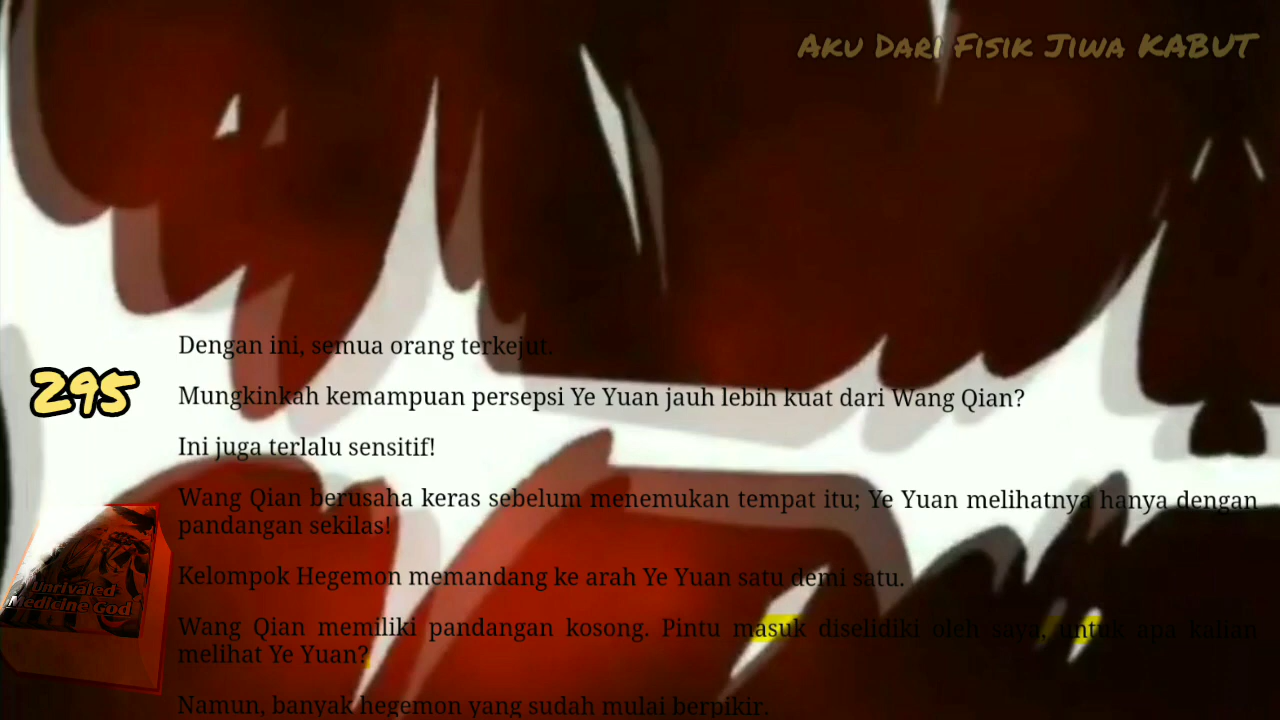 Aku Dari Fisik Jiwa KABUT
Dengan ini, semua orang terkejut.
295
Mungkinkah kemampuan persepsi Ye Yuan jauh lebih kuat dari Wang Qian?
Ini juga terlalu sensitif!
Wang Qian berusaha keras sebelum menemukan tempat itu; Ye Yuan melihatnya hanya dengan
pandangan sekilas!
Kelompok Hegemon memandang ke arah Ye Yuan satu demi satu.
Unrivaled
Medicine God
Wang Qian memiliki pandangan kosong. Pintu masuk diselidiki oleh saya, untuk apa kalian
melihat Ye Yuan?
Namun, banyak hegemon yang sudah mulai berpikir.